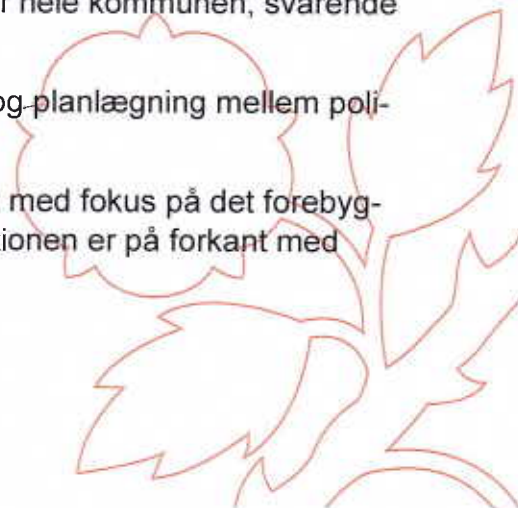 hele kommunen, svarende
og planlægning mellem poli-
med fokus på det forebyg-
ionen er på forkant med